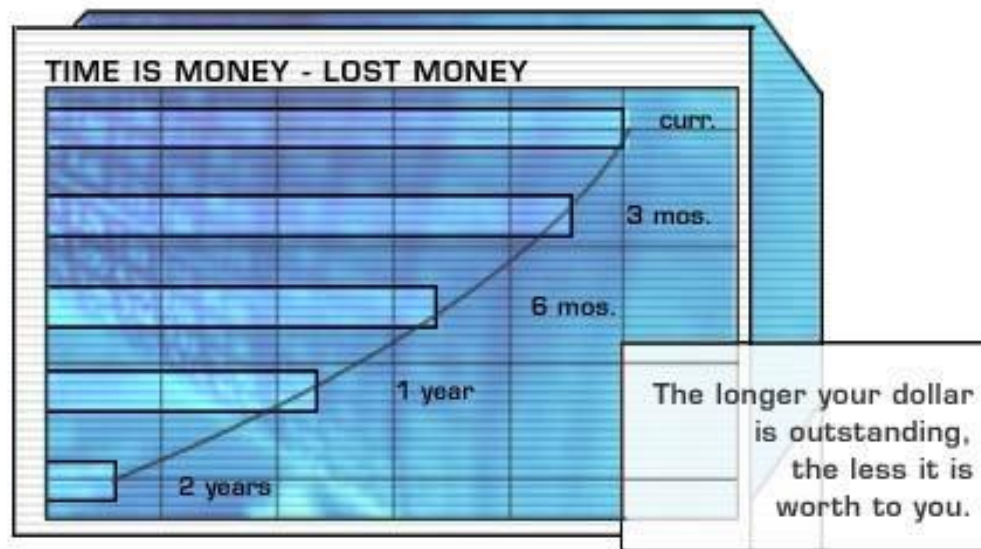 TIME IS MONEY - LOST MONEY
curr.
3 mos.
6 mos.
1 year
2 years
The longer your dollar
is outstanding,
the less it is
worth to you.